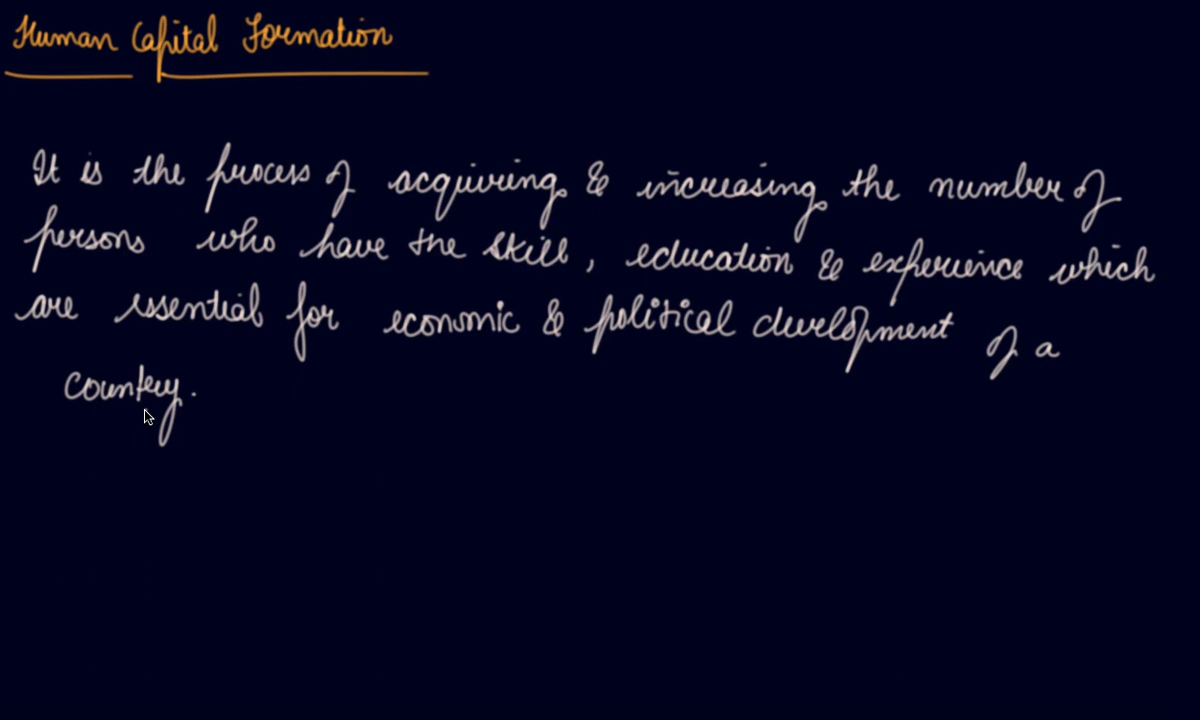 Human Capital Formation
It is the process of acquiring & increasing the number of
persons who have the skill, education & experience which
are essential for economic & political development of a
country.